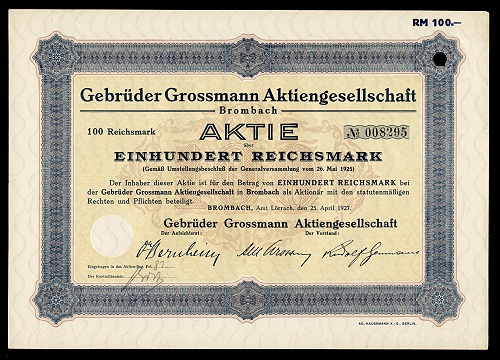 RM 100.—
Gebrüder Grossmann Aktiengesellschaft
Brombach
100 Reichsmark
AKTIE
№ 008295
über
EINHUNDERT REICHSMARK
(Gemäß Umstellungsbeschluß der Generalversammlung vom 26. Mai 1925)
Der Inhaber dieser Aktie ist für den Betrag von EINHUNDERT REICHSMARK bei
der Gebrüder Grossmann Aktiengesellschaft in Brombach als Aktionär mit den statutenmäßigen
Rechten und Pflichten beteiligt.
BROMBACH, Amt Lörrach, den 25. April 1927.
Gebrüder Grossmann Aktiengesellschaft
Der Aufsichtsrat:
Der Vorstand:
Eingetragen in das Aktienbuch Fol.
Der Kontrollbeamte:
AG. HAUSSMANN A.-G., BERLIN.